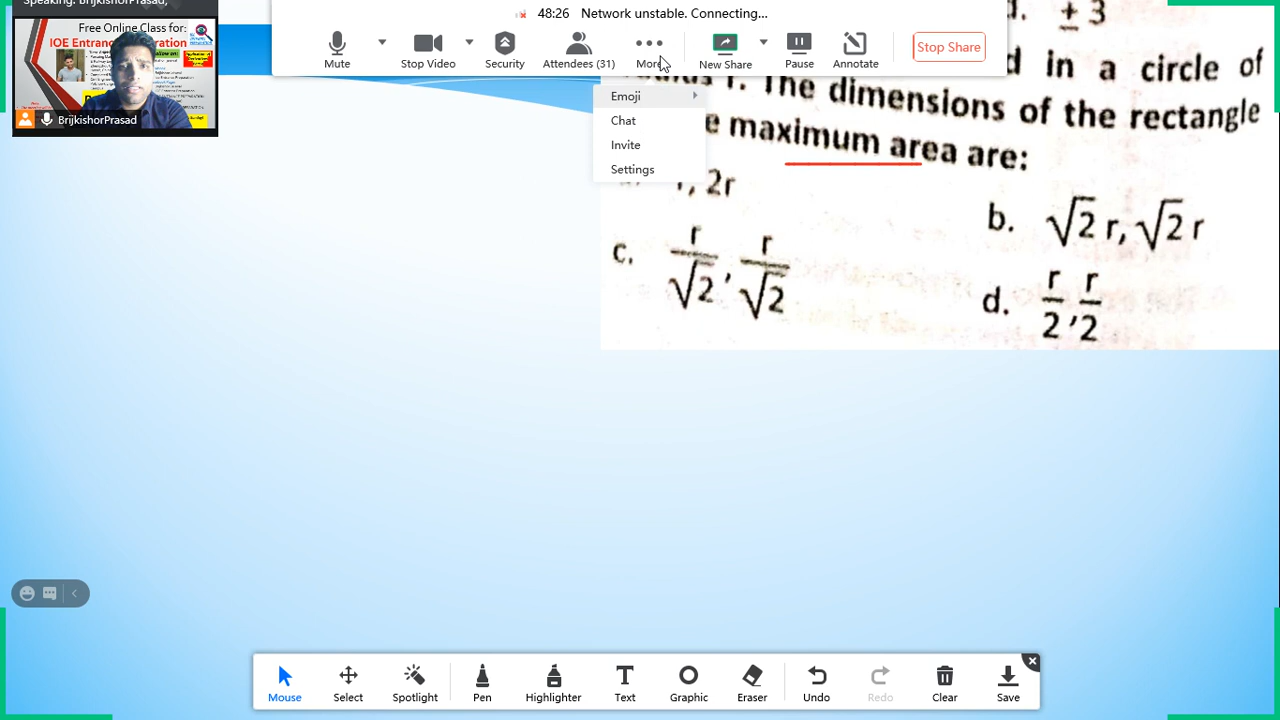 Speaking: BrijkishorPrasad,
48:26 Network unstable. Connecting...
Mute
Stop Video
Security
Attendees (31)
More
New Share
Pause
Annotate
Stop Share
Free Online Class for:
IOE Entrance
BrijkishorPrasad
Emoji
Chat
Invite
Settings
± 3
d in a circle of
The dimensions of the rectangle
e maximum area are:
, 2r
b. √2 r, √2 r
c. r/√2, r/√2
d. r/2, r/2
Mouse
Select
Spotlight
Pen
Highlighter
Text
Graphic
Eraser
Undo
Redo
Clear
Save